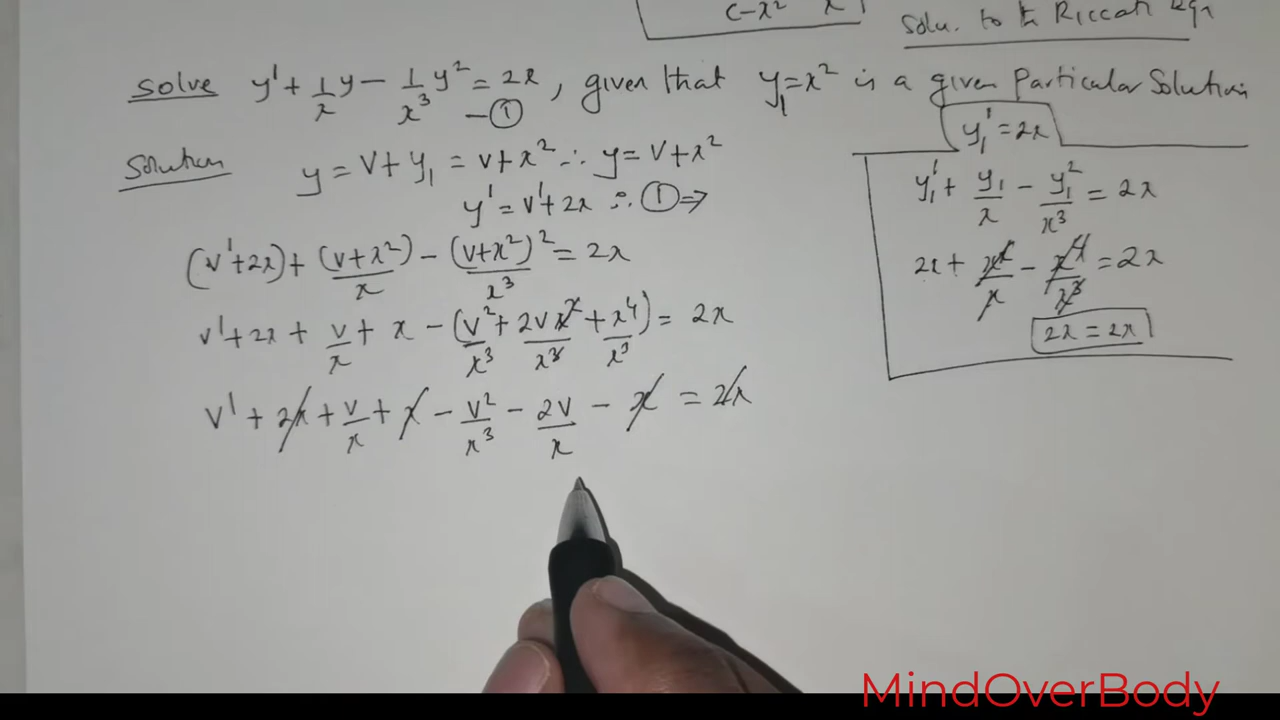 c-x² x
Solu. to the Riccati Eqn
Solve y' + 1/x y - 1/x³ y² = 2x, given that y₁=x² is a given Particular Solution
-①
y₁' = 2x
Solution y = V + y₁ = v+x² ∴ y = V+x²
y' = v'+2x ∴ ①⇒
(v'+2x) + (v+x²)/x - (v+x²)²/x³ = 2x
v'+2x + v/x + x - (v²/x³ + 2vx²/x³ + x⁴/x³) = 2x
v' + 2x + v/x + x - v²/x³ - 2v/x - x = 2x
y₁' + y₁/x - y₁²/x³ = 2x
2x + x²/x - x⁴/x³ = 2x
2x = 2x
MindOverBody